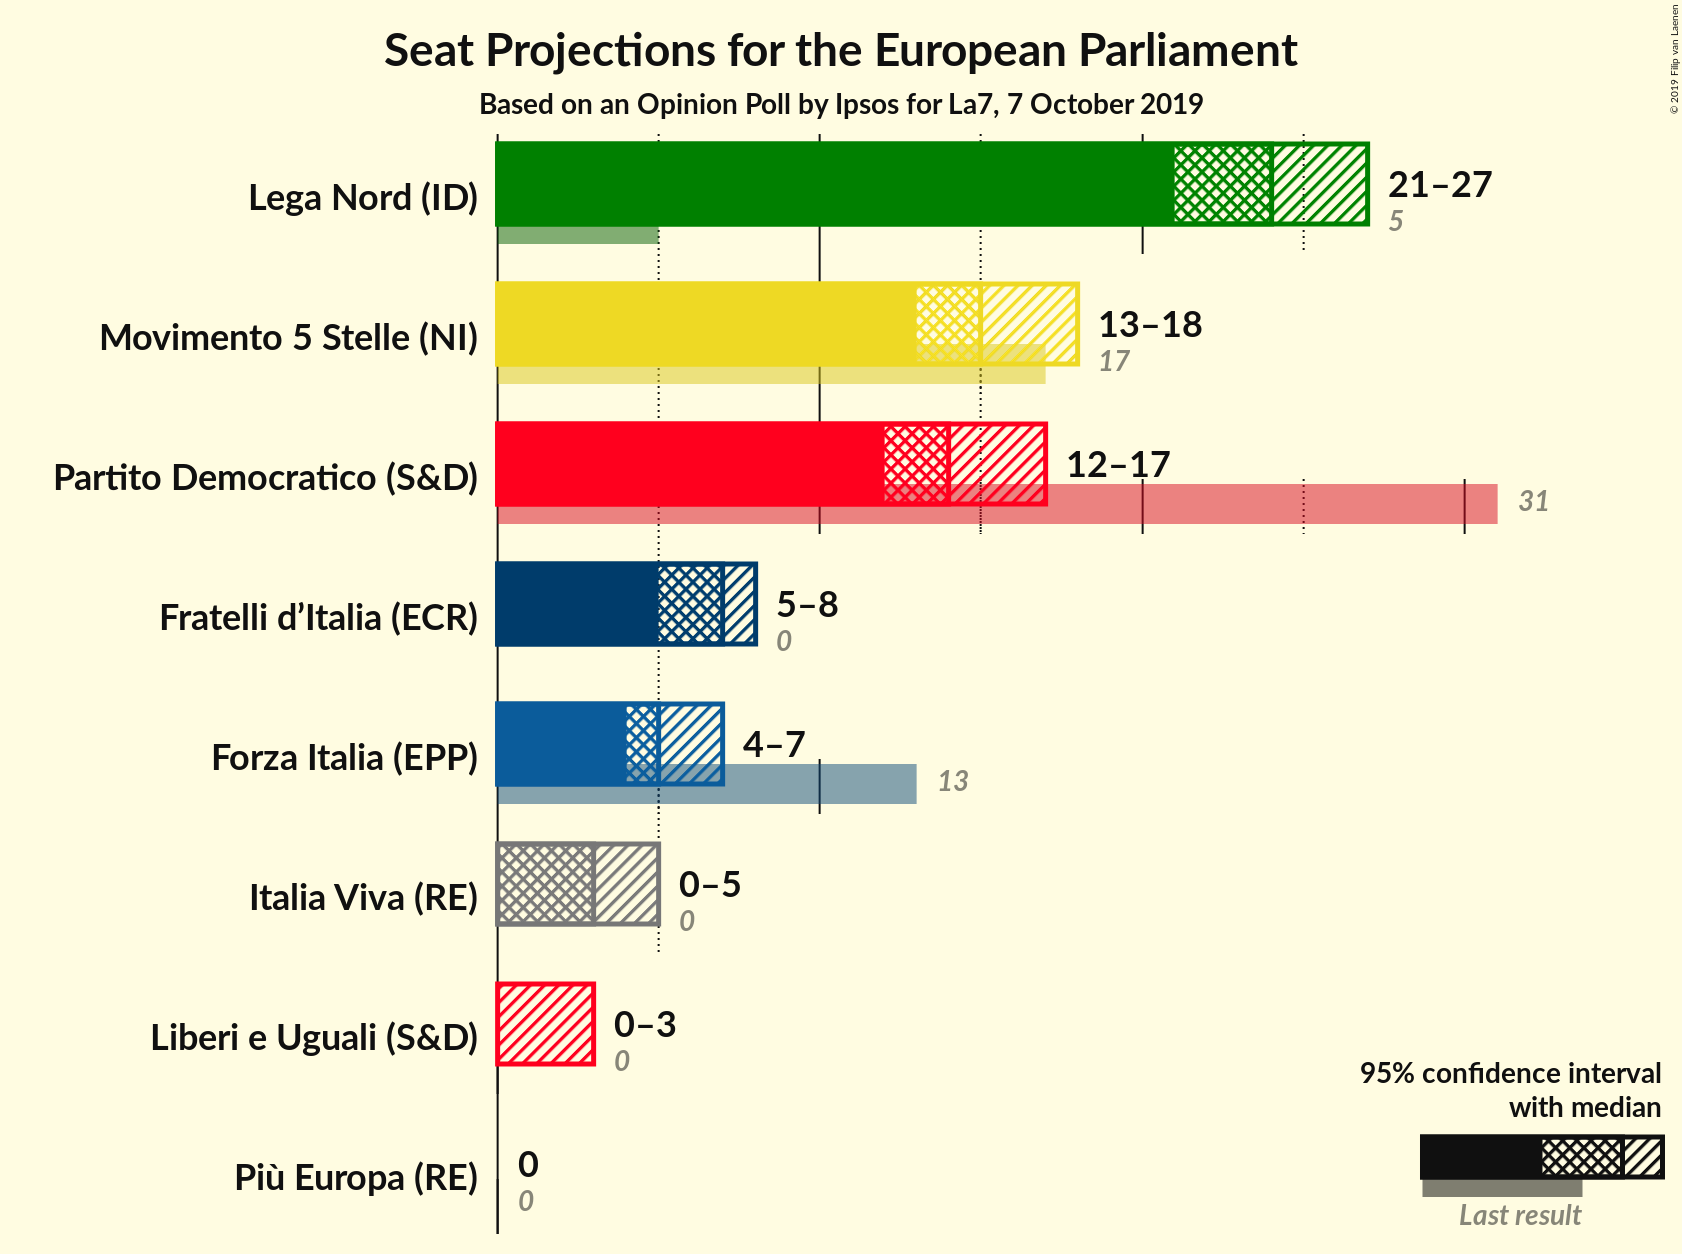 Seat Projections for the European Parliament
Based on an Opinion Poll by Ipsos for La7, 7 October 2019
© 2019 Filip van Laenen
Lega Nord (ID)
21–27
5
Movimento 5 Stelle (NI)
13–18
17
Partito Democratico (S&D)
12–17
31
Fratelli d’Italia (ECR)
5–8
0
Forza Italia (EPP)
4–7
13
Italia Viva (RE)
0–5
0
Liberi e Uguali (S&D)
0–3
0
Più Europa (RE)
0
0
95% confidence interval
with median
Last result